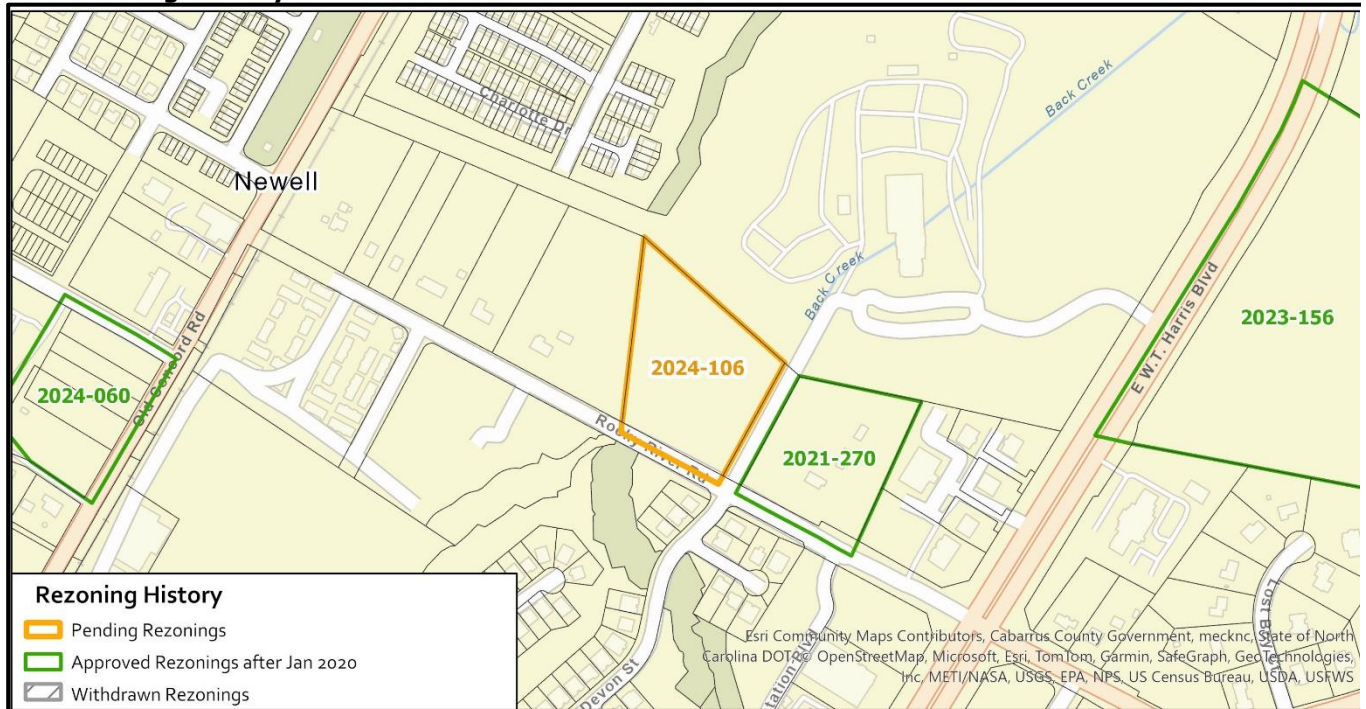 Charlotte Dr
Newell
Back Creek
Back Creek
E W.T. Harris Blvd
2023-156
2024-106
2024-060
Old Concord Rd
Rocky River Rd
2021-270
Lost Bay
Devon St
tation Blvd
Rezoning History
Pending Rezonings
Approved Rezonings after Jan 2020
Withdrawn Rezonings
Esri Community Maps Contributors, Cabarrus County Government, mecknc, State of North
Carolina DOT, © OpenStreetMap, Microsoft, Esri, TomTom, Garmin, SafeGraph, GeoTechnologies,
Inc, METI/NASA, USGS, EPA, NPS, US Census Bureau, USDA, USFWS